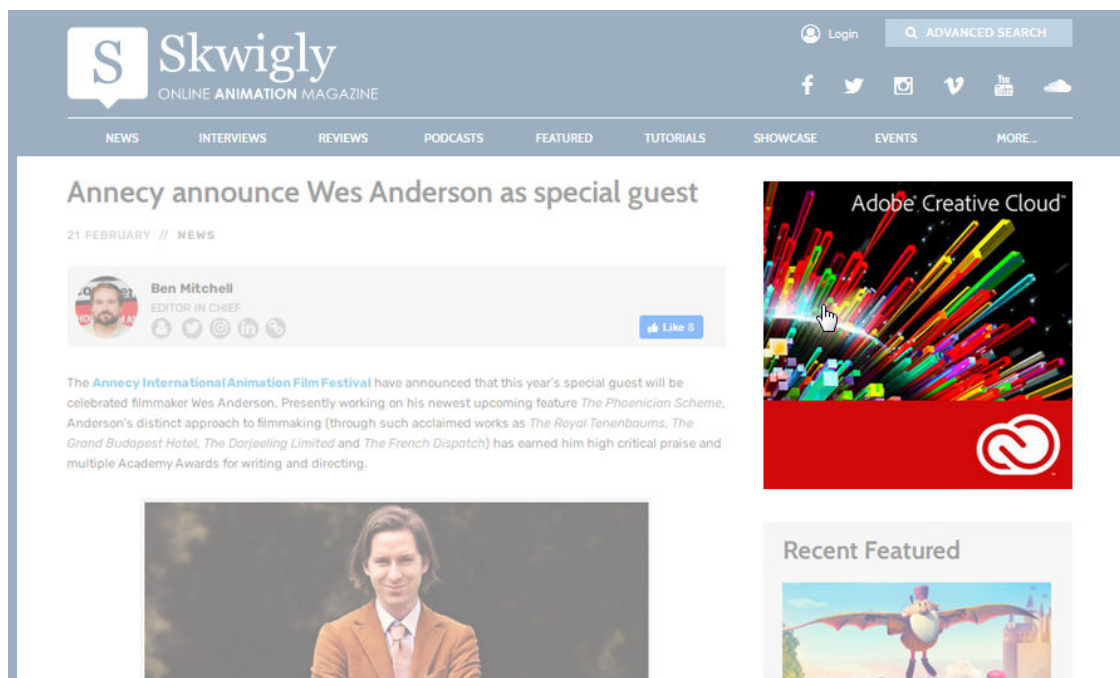 S
Skwigly
ONLINE ANIMATION MAGAZINE
Login
ADVANCED SEARCH
You
Tube
NEWS INTERVIEWS REVIEWS PODCASTS FEATURED TUTORIALS SHOWCASE EVENTS MORE...
Annecy announce Wes Anderson as special guest
21 FEBRUARY // NEWS
Ben Mitchell
EDITOR IN CHIEF
Like 8
The Annecy International Animation Film Festival have announced that this year's special guest will be
celebrated filmmaker Wes Anderson. Presently working on his newest upcoming feature The Phoenician Scheme,
Anderson's distinct approach to filmmaking (through such acclaimed works as The Royal Tenenbaums, The
Grand Budapest Hotel, The Darjeeling Limited and The French Dispatch) has earned him high critical praise and
multiple Academy Awards for writing and directing.
Adobe® Creative Cloud™
Recent Featured